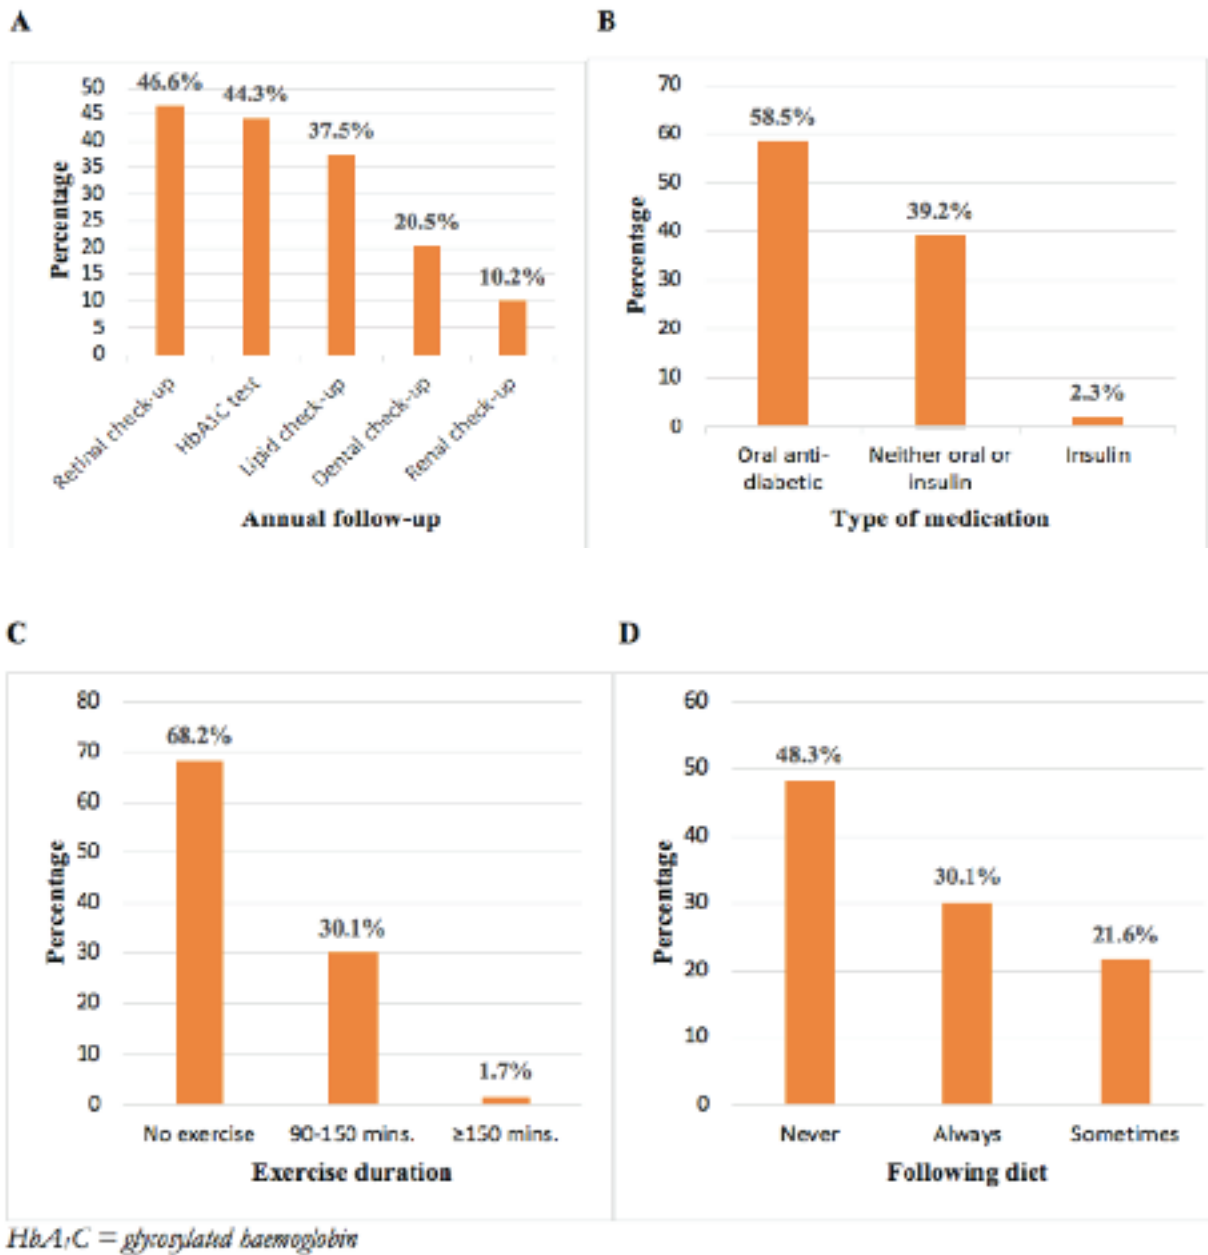 A
50
45
40
35
30
25
20
15
10
5
0
Percentage
46.6%
44.3%
37.5%
20.5%
10.2%
Retinal check-up
HbA1C test
Lipid check-up
Dental check-up
Renal check-up
Annual follow-up
B
70
60
50
40
30
20
10
0
Percentage
58.5%
39.2%
2.3%
Oral anti-
diabetic
Neither oral or
insulin
Insulin
Type of medication
C
80
70
60
50
40
30
20
10
0
Percentage
68.2%
30.1%
1.7%
No exercise
90-150 mins.
≥150 mins.
Exercise duration
D
60
50
40
30
20
10
0
Percentage
48.3%
30.1%
21.6%
Never
Always
Sometimes
Following diet
HbA₁C = glycosylated haemoglobin